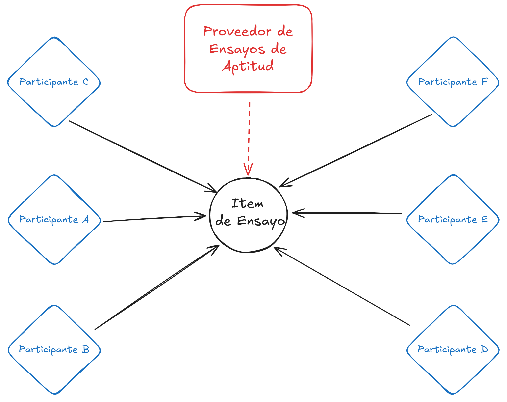 Proveedor de
Ensayos de
Aptitud
Participante C
Participante F
Item
de Ensayo
Participante A
Participante E
Participante B
Participante D